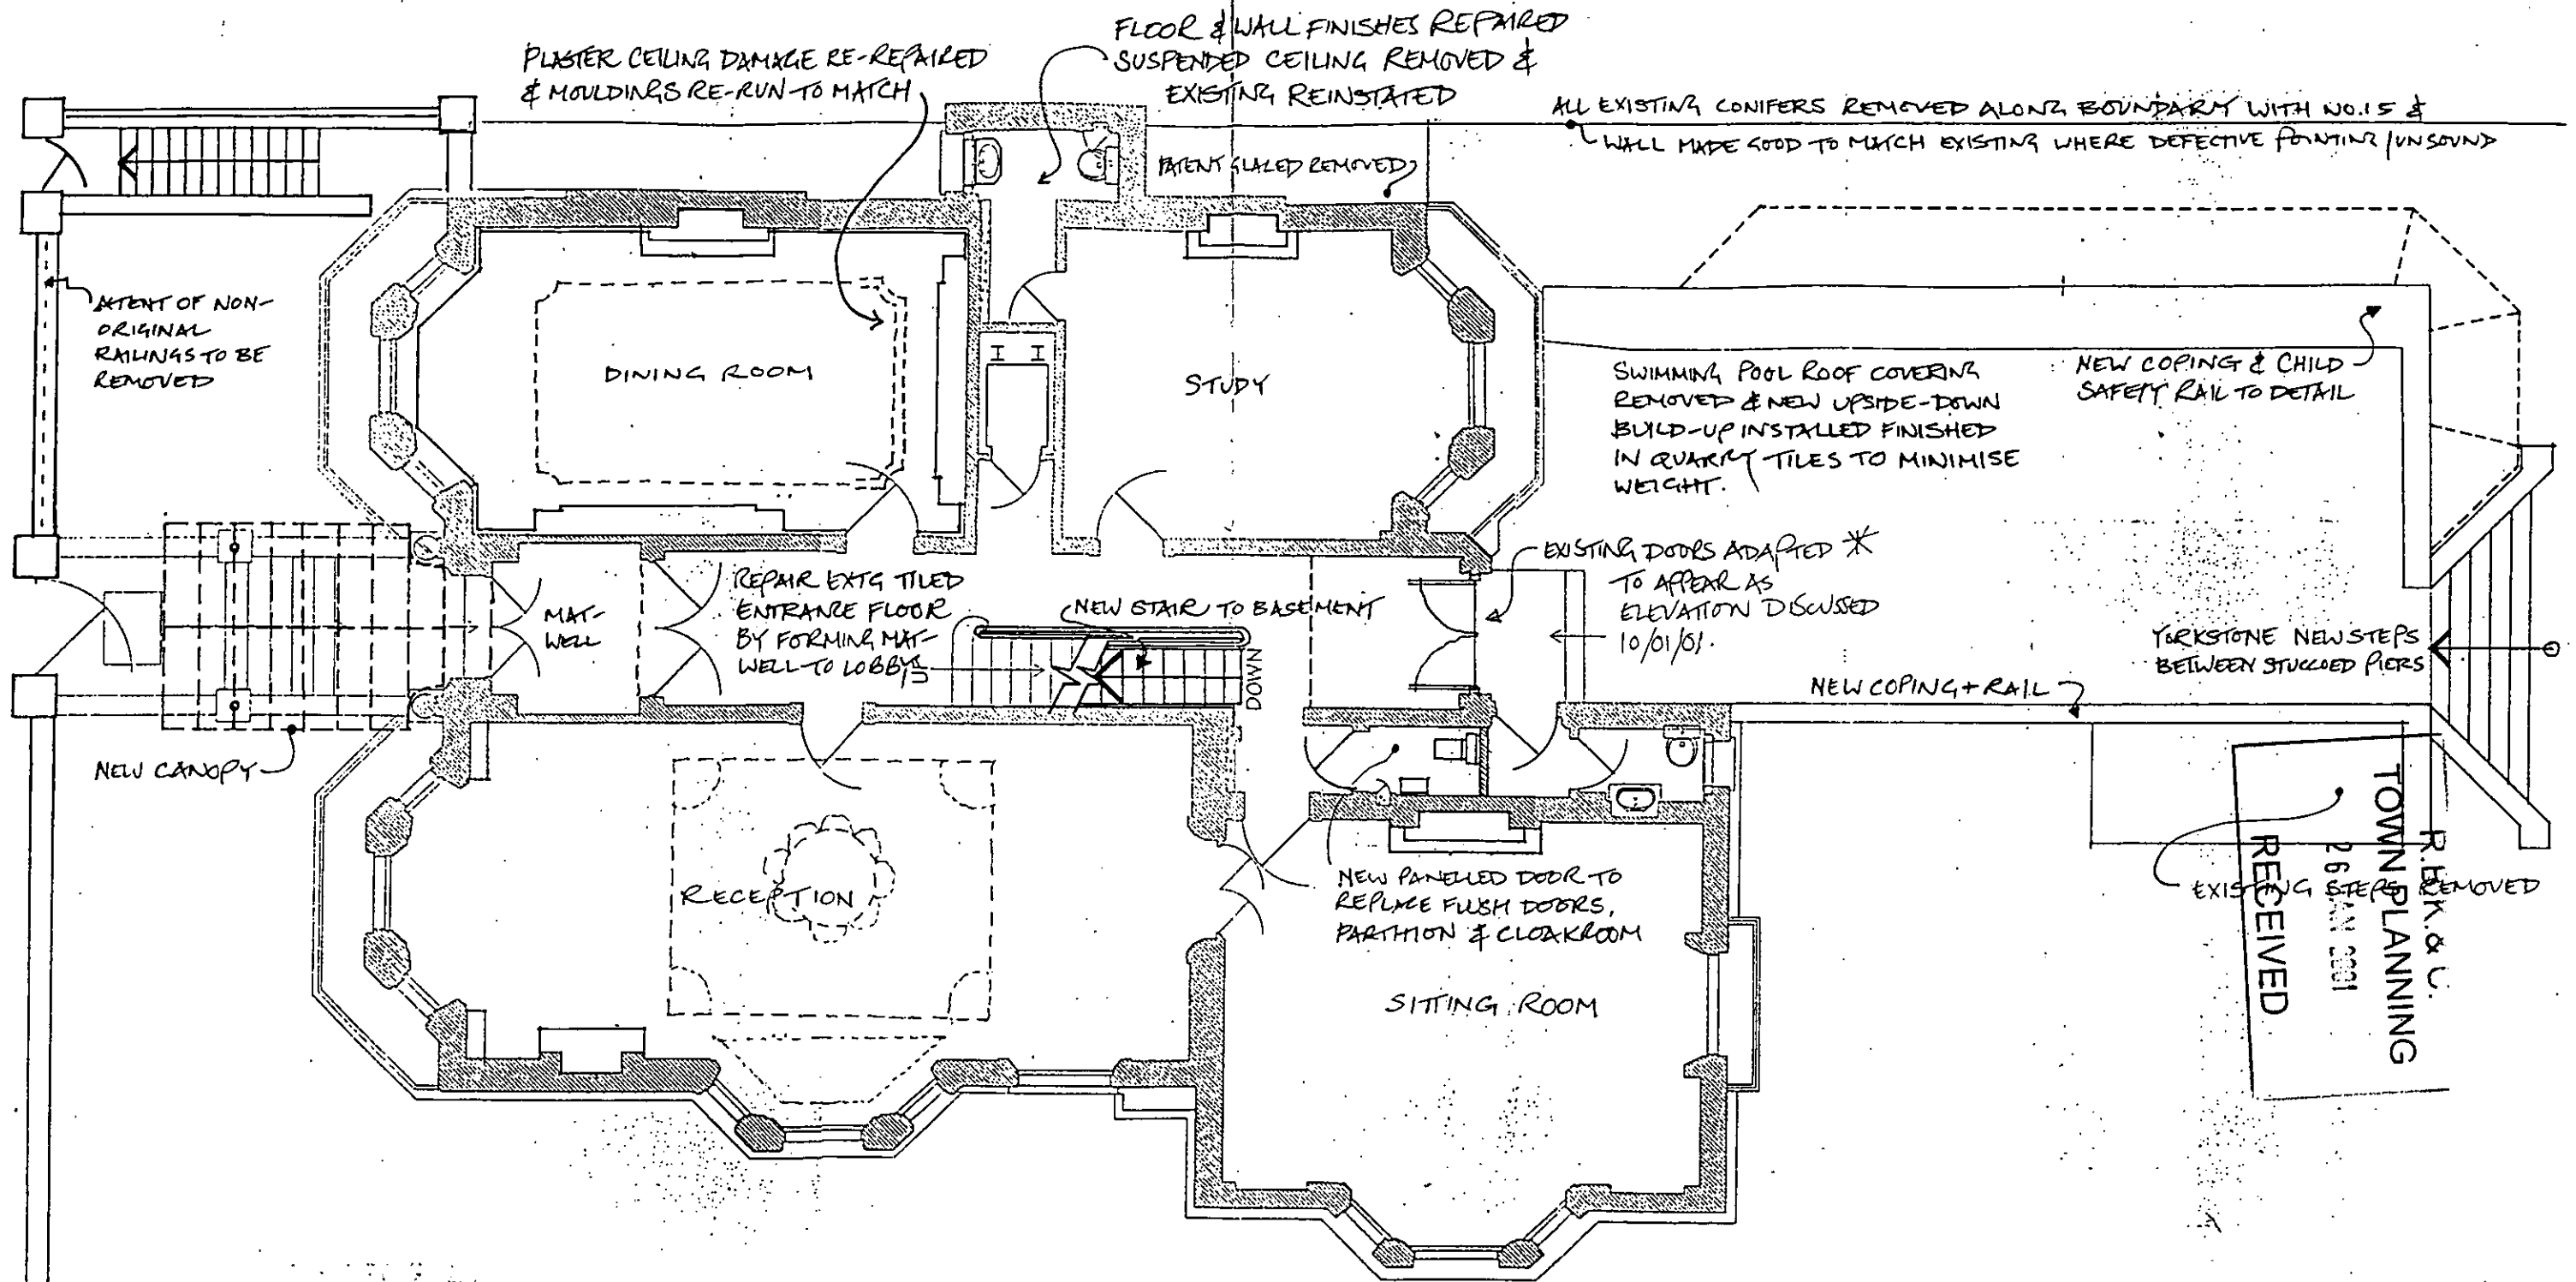 FLOOR & WALL FINISHES REPAIRED
SUSPENDED CEILING REMOVED &
EXISTING REINSTATED
PLASTER CEILING DAMAGE RE-REPAIRED
& MOULDINGS RE-RUN TO MATCH
ALL EXISTING CONIFERS REMOVED ALONG BOUNDARY WITH NO.15 &
WALL MADE GOOD TO MATCH EXISTING WHERE DEFECTIVE POINTING/UNSOUND
PATENT GLAZED REMOVED
EXTENT OF NON-
ORIGINAL
RAILINGS TO BE
REMOVED
DINING ROOM
STUDY
SWIMMING POOL ROOF COVERING
REMOVED & NEW UPSIDE-DOWN
BUILD-UP INSTALLED FINISHED
IN QUARRY TILES TO MINIMISE
WEIGHT.
NEW COPING & CHILD
SAFETY RAIL TO DETAIL
MAT-
WELL
REPAIR EXTG TILED
ENTRANCE FLOOR
BY FORMING MAT-
WELL TO LOBBY
NEW STAIR TO BASEMENT
DOWN
EXISTING DOORS ADAPTED *
TO APPEAR AS
ELEVATION DISCUSSED
10/01/01.
YORKSTONE NEW STEPS
BETWEEN STUCCOED PIERS
NEW COPING + RAIL
NEW CANOPY
RECEPTION
NEW PANELLED DOOR TO
REPLACE FLUSH DOORS,
PARTITION & CLOAKROOM
SITTING ROOM
EXISTING STEPS REMOVED
R.B.K. & C.
TOWN PLANNING
26 JAN 2001
RECEIVED